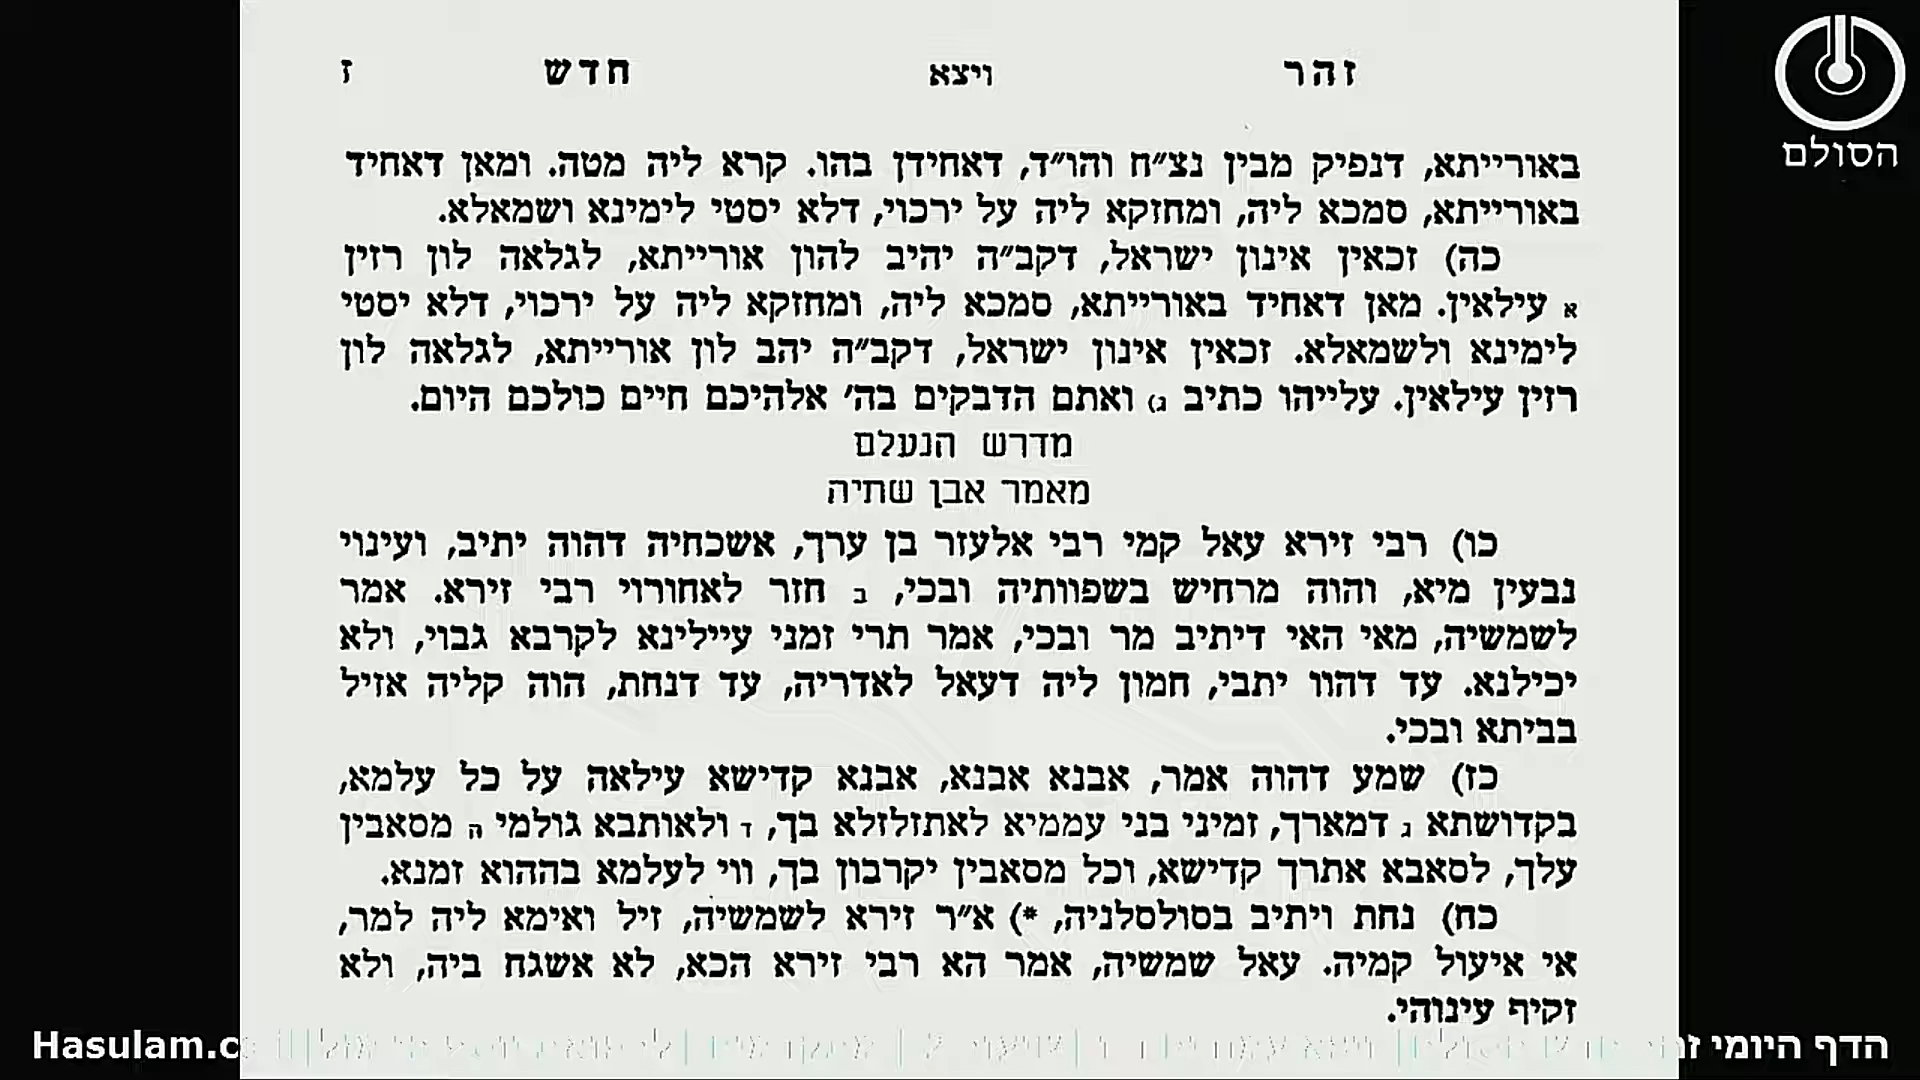 זהר ויצא חדש ז
הסולם
באורייתא, דנפיק מבין נצ״ח והו״ד, דאחידן בהו. קרא ליה מטה. ומאן דאחיד
באורייתא, סמכא ליה, ומחזקא ליה על ירכוי, דלא יסטי לימינא ושמאלא.
כה) זכאין אינון ישראל, דקב״ה יהיב להון אורייתא, לגלאה לון רזין
א עילאין. מאן דאחיד באורייתא, סמכא ליה, ומחזקא ליה על ירכוי, דלא יסטי
לימינא ולשמאלא. זכאין אינון ישראל, דקב״ה יהב לון אורייתא, לגלאה לון
רזין עילאין. עלייהו כתיב ג) ואתם הדבקים בה׳ אלהיכם חיים כולכם היום.
מדרש הנעלם
מאמר אבן שתיה
כו) רבי זירא עאל קמי רבי אלעזר בן ערך, אשכחיה דהוה יתיב, ועינוי
נבעין מיא, והוה מרחיש בשפוותיה ובכי, ב חזר לאחורוי רבי זירא. אמר
לשמשיה, מאי האי דיתיב מר ובכי, אמר תרי זמני עיילינא לקרבא גבוי, ולא
יכילנא. עד דהוו יתבי, חמון ליה דעאל לאדריה, עד דנחת, הוה קליה אזיל
בביתא ובכי.
כז) שמע דהוה אמר, אבנא אבנא, אבנא קדישא עילאה על כל עלמא,
בקדושתא ג דמארך, זמיני בני עממיא לאתזלזלא בך, ד ולאותבא גולמי ה מסאבין
עלך, לסאבא אתרך קדישא, וכל מסאבין יקרבון בך, ווי לעלמא בההוא זמנא.
כח) נחת ויתיב בסולסלניה, *) א״ר זירא לשמשיה, זיל ואימא ליה למר,
אי איעול קמיה. עאל שמשיה, אמר הא רבי זירא הכא, לא אשגח ביה, ולא
זקיף עינוהי.
הדף היומי Hasulam.c